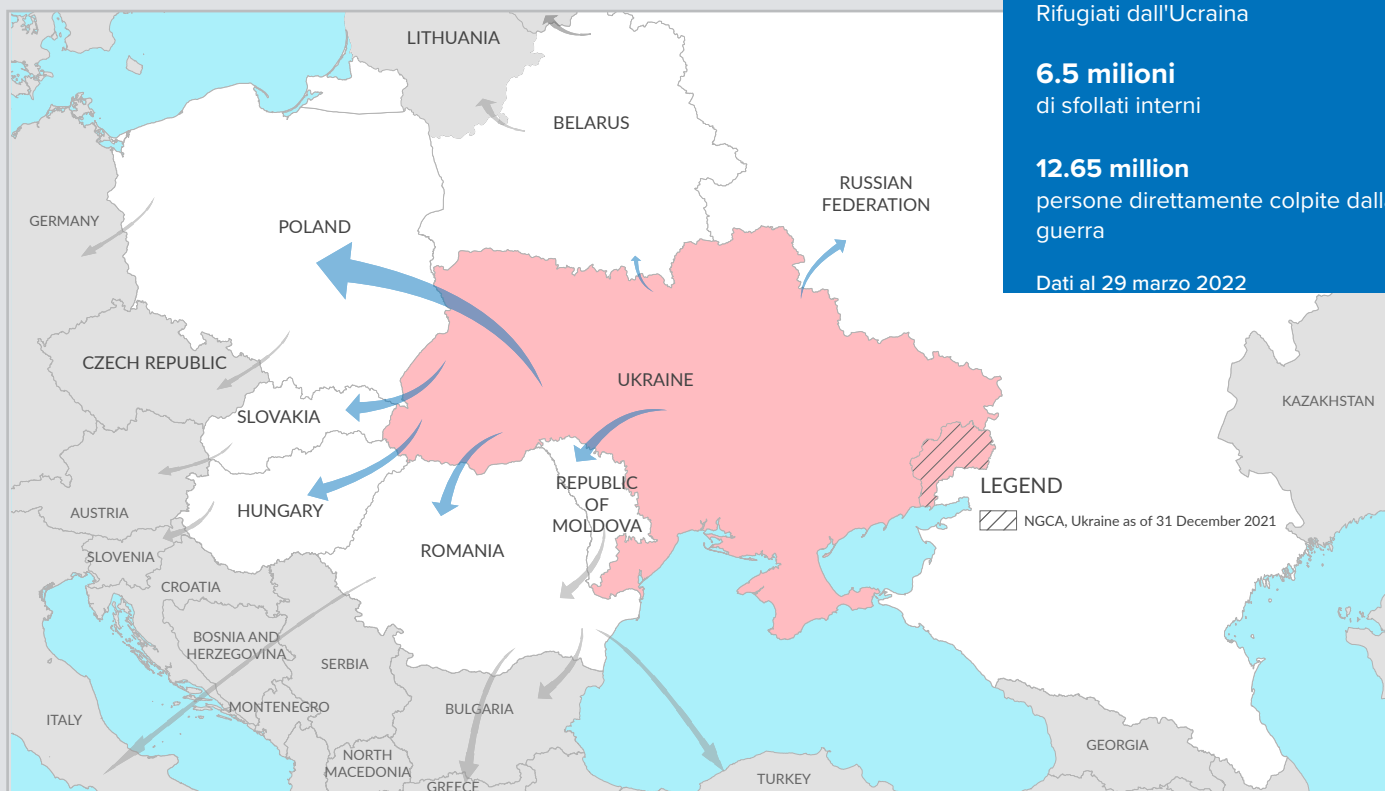 Rifugiati dall'Ucraina
6.5 milioni
di sfollati interni
12.65 million
persone direttamente colpite dalla
guerra
Dati al 29 marzo 2022
LITHUANIA
BELARUS
RUSSIAN
FEDERATION
GERMANY
POLAND
CZECH REPUBLIC
UKRAINE
KAZAKHSTAN
SLOVAKIA
REPUBLIC
OF
MOLDOVA
LEGEND
NGCA, Ukraine as of 31 December 2021
HUNGARY
AUSTRIA
ROMANIA
SLOVENIA
CROATIA
BOSNIA AND
HERZEGOVINA
SERBIA
MONTENEGRO
ITALY
BULGARIA
NORTH
MACEDONIA
GREECE
TURKEY
GEORGIA